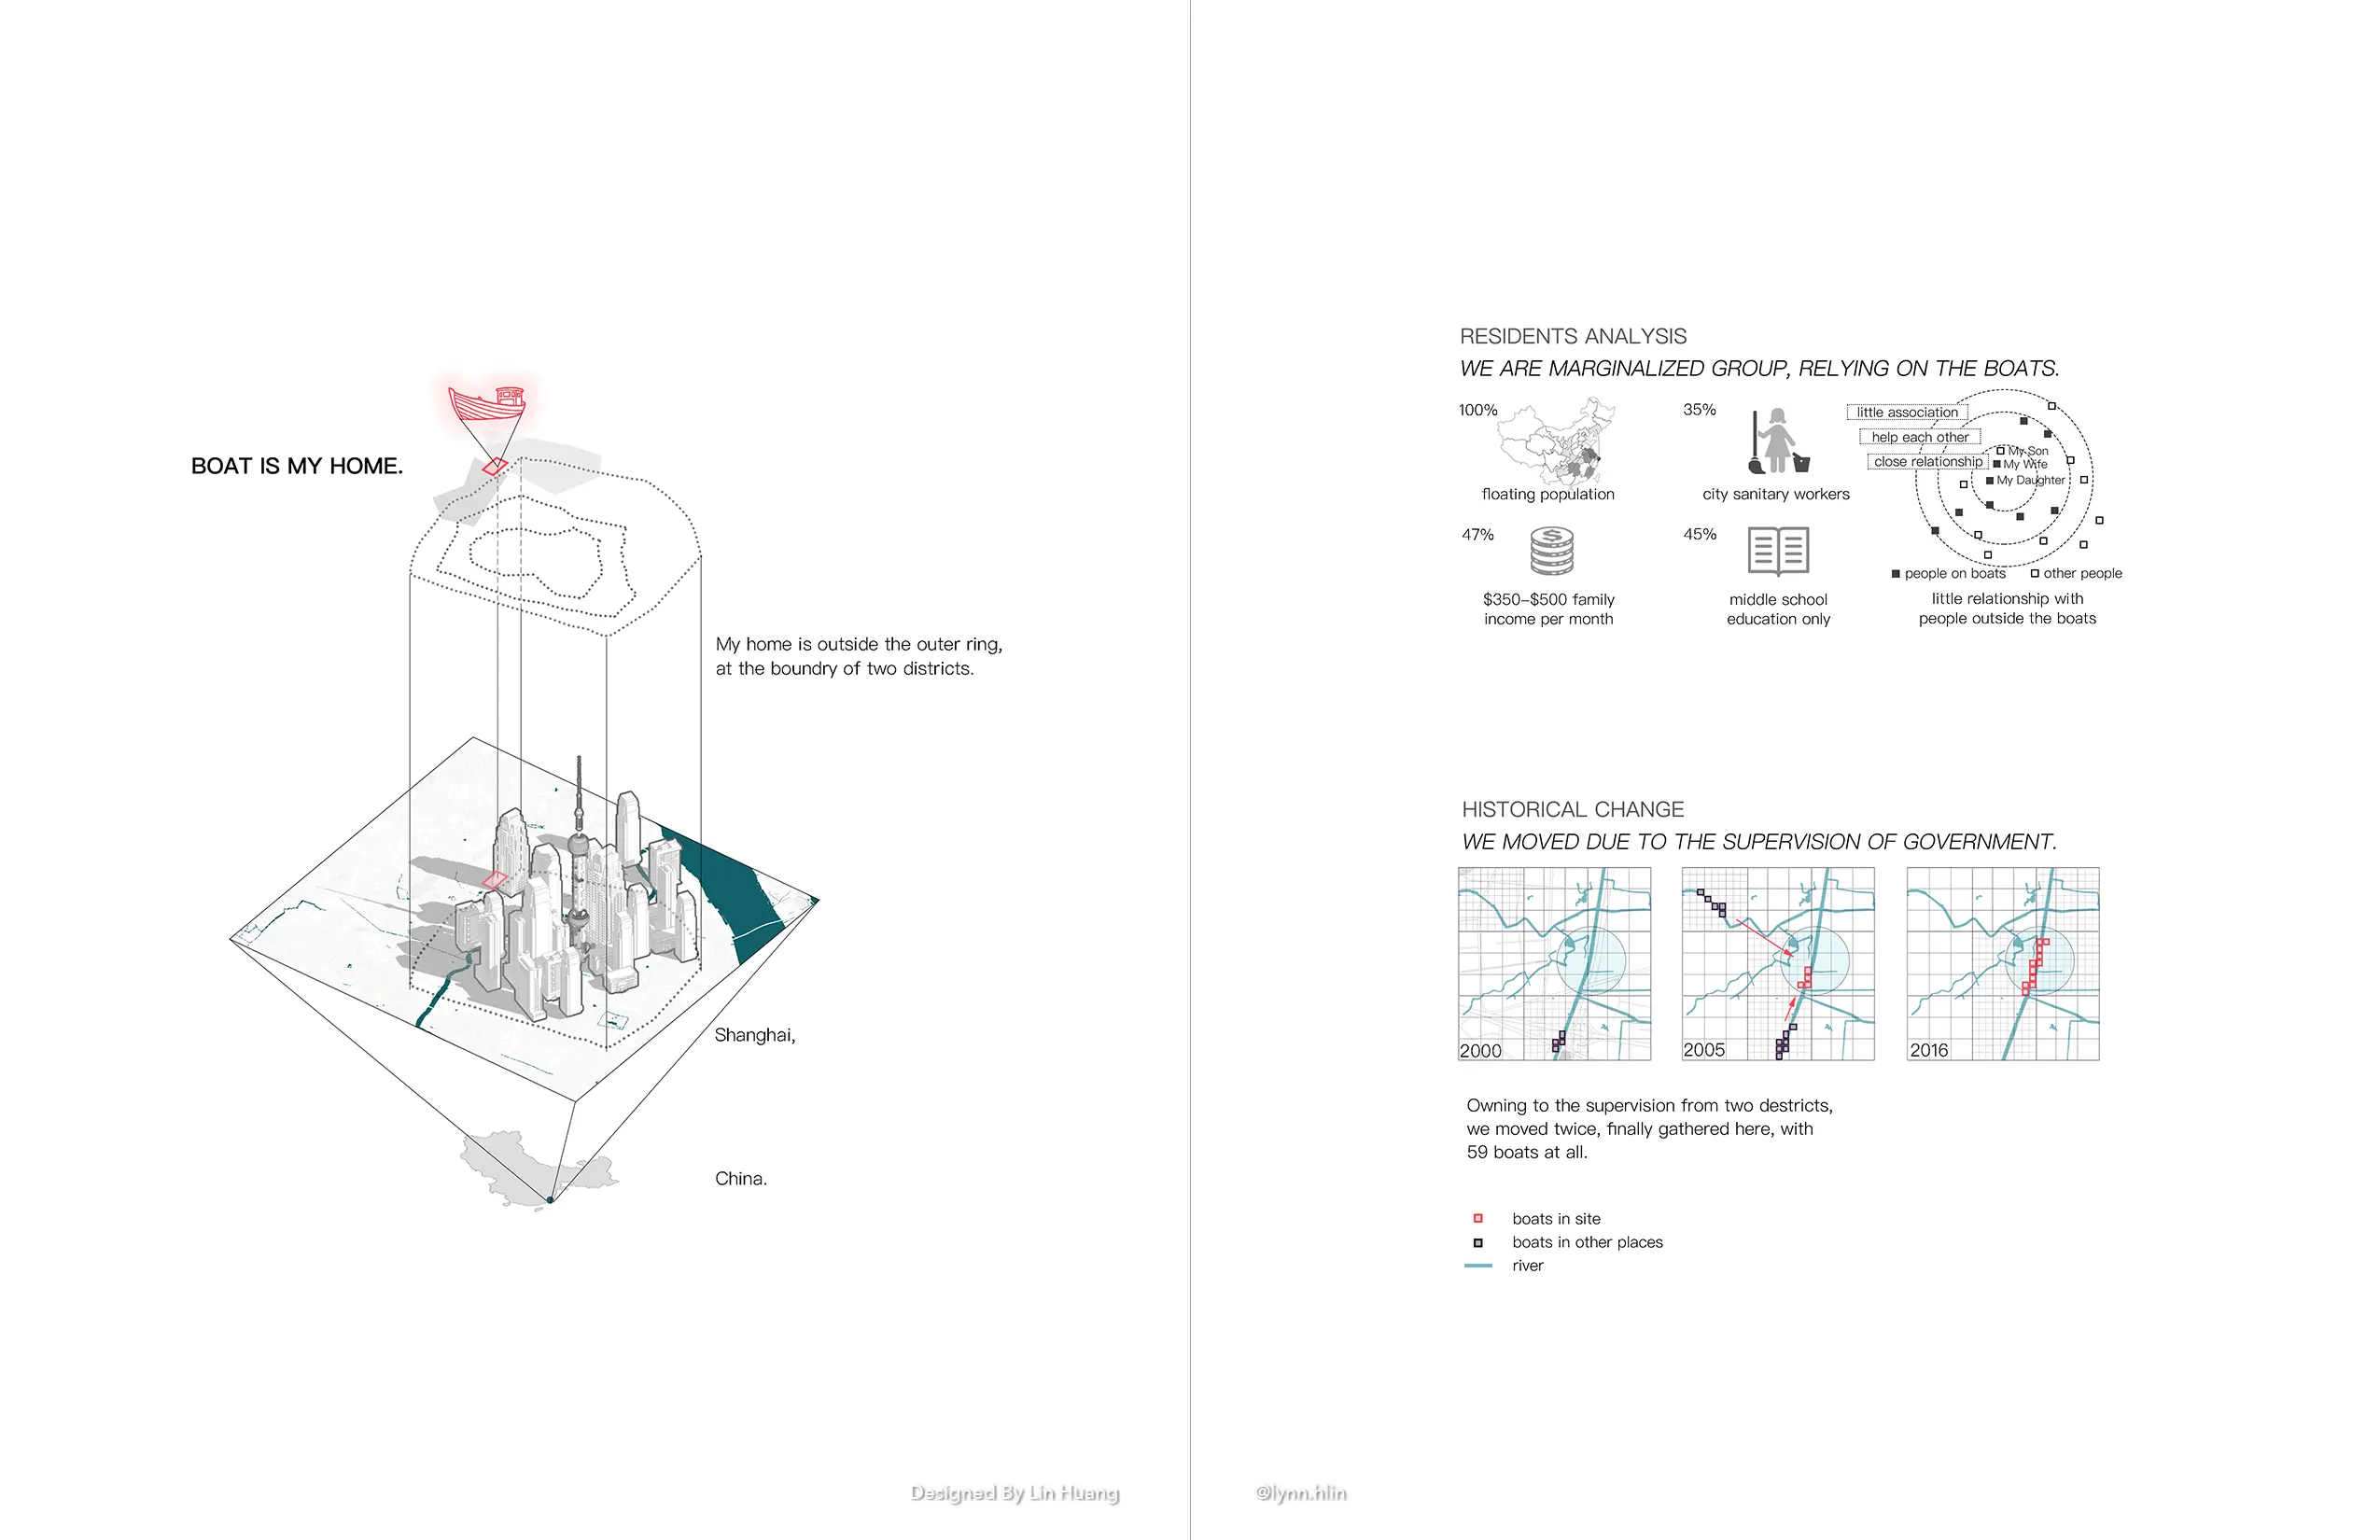 BOAT IS MY HOME.
My home is outside the outer ring,
at the boundry of two districts.
Shanghai,
China.
Designed By Lin Huang
RESIDENTS ANALYSIS
WE ARE MARGINALIZED GROUP, RELYING ON THE BOATS.
100%
floating population
35%
city sanitary workers
47%
$350–$500 family
income per month
45%
middle school
education only
little association
help each other
close relationship
My Son
My Wife
My Daughter
people on boats
other people
little relationship with
people outside the boats
HISTORICAL CHANGE
WE MOVED DUE TO THE SUPERVISION OF GOVERNMENT.
2000
2005
2016
Owning to the supervision from two destricts,
we moved twice, finally gathered here, with
59 boats at all.
boats in site
boats in other places
river
@lynn.hlin